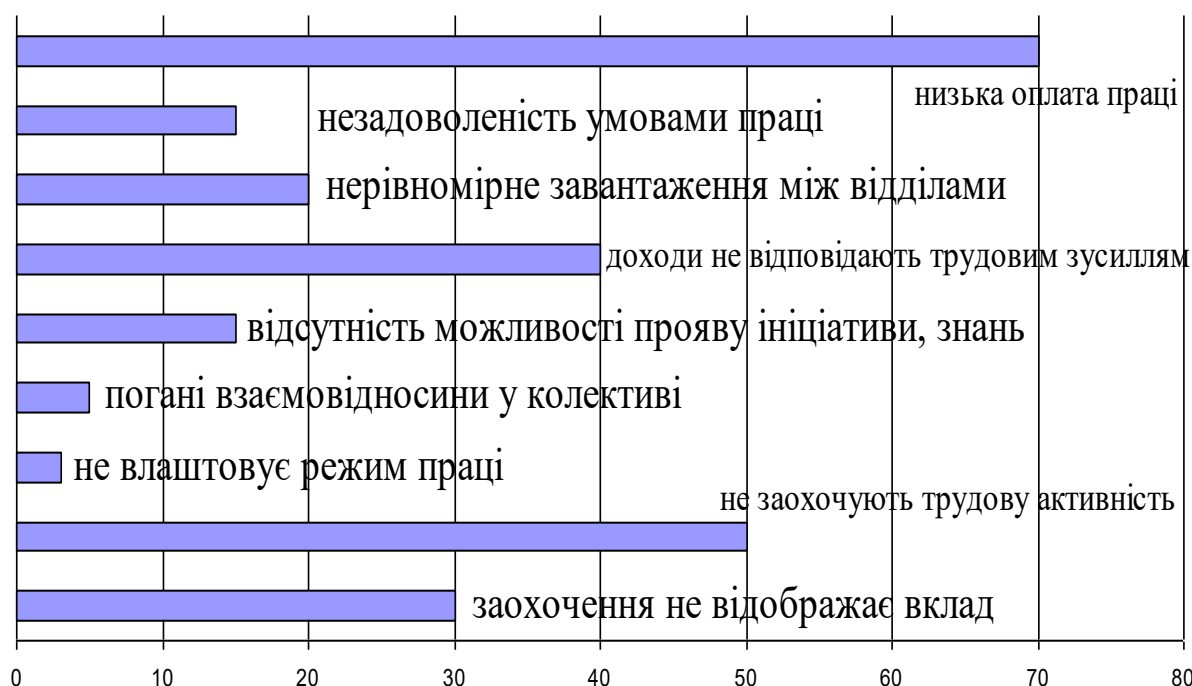 низька оплата праці
незадоволеність умовами праці
нерівномірне завантаження між відділами
доходи не відповідають трудовим зусиллям
відсутність можливості прояву ініціативи, знань
погані взаємовідносини у колективі
не влаштовує режим праці
не заохочують трудову активність
заохочення не відображає вклад
0 10 20 30 40 50 60 70 80